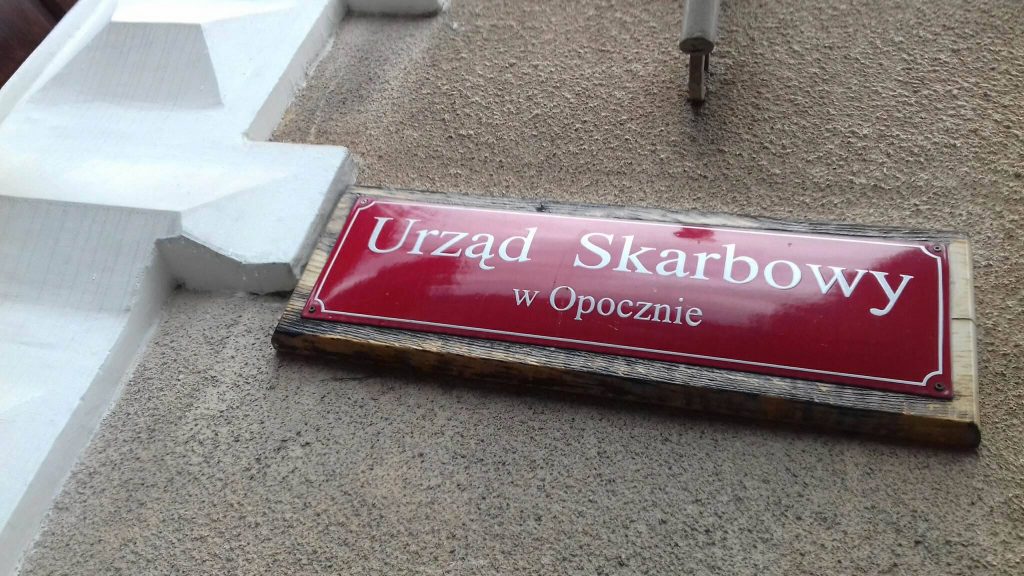 Urząd Skarbowy
w Opocznie